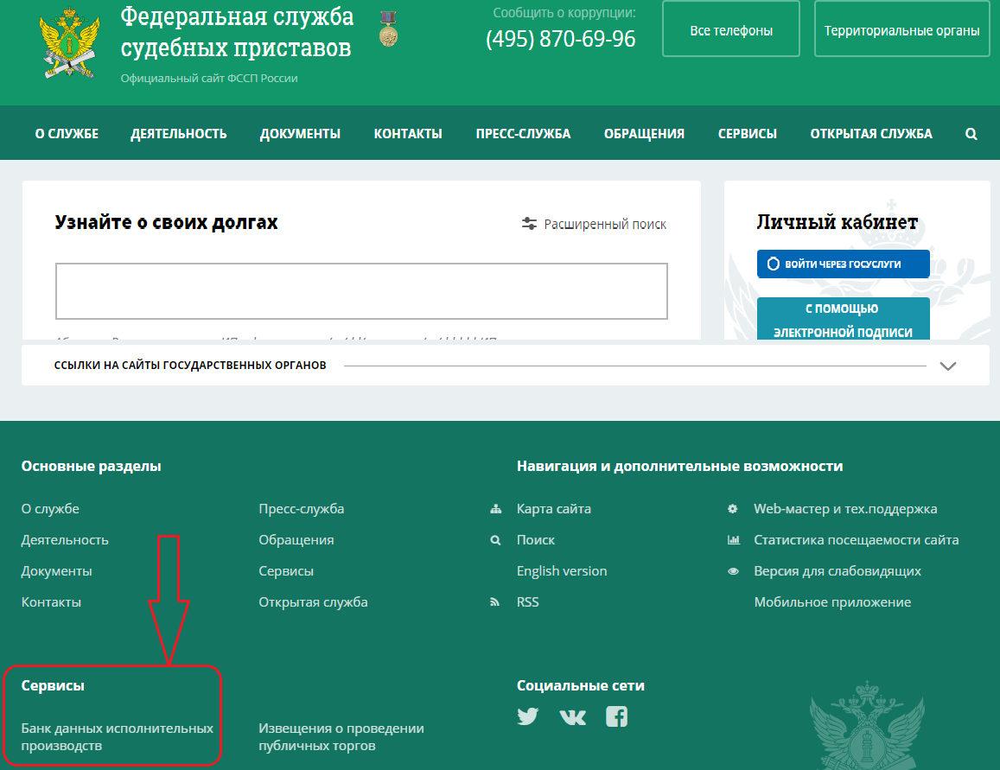 Федеральная служба
судебных приставов
Официальный сайт ФССП России
Сообщить о коррупции:
(495) 870-69-96
Все телефоны
Территориальные органы
О СЛУЖБЕ
ДЕЯТЕЛЬНОСТЬ
ДОКУМЕНТЫ
КОНТАКТЫ
ПРЕСС-СЛУЖБА
ОБРАЩЕНИЯ
СЕРВИСЫ
ОТКРЫТАЯ СЛУЖБА
Узнайте о своих долгах
Расширенный поиск
Личный кабинет
ВОЙТИ ЧЕРЕЗ ГОСУСЛУГИ
С ПОМОЩЬЮ
ЭЛЕКТРОННОЙ ПОДПИСИ
ССЫЛКИ НА САЙТЫ ГОСУДАРСТВЕННЫХ ОРГАНОВ
Основные разделы
О службе
Деятельность
Документы
Контакты
Пресс-служба
Обращения
Сервисы
Открытая служба
Навигация и дополнительные возможности
Карта сайта
Поиск
English version
RSS
Web-мастер и тех.поддержка
Статистика посещаемости сайта
Версия для слабовидящих
Мобильное приложение
Сервисы
Банк данных исполнительных
производств
Извещения о проведении
публичных торгов
Социальные сети